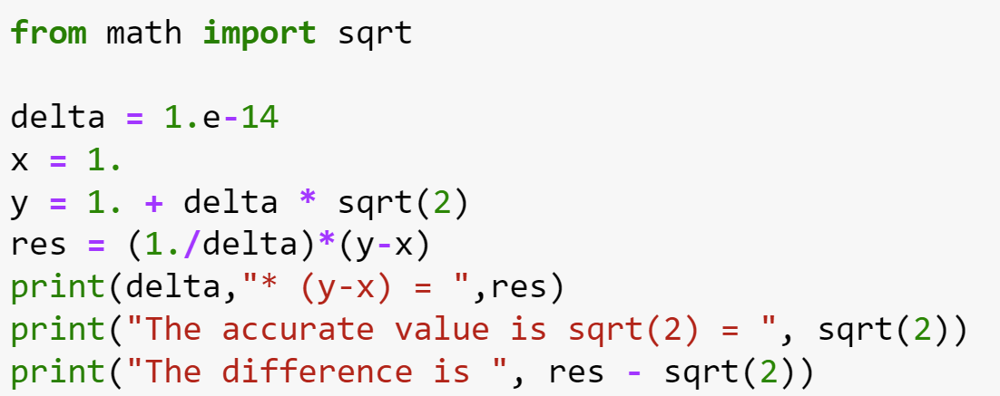 from math import sqrt
delta = 1.e-14
x = 1.
y = 1. + delta * sqrt(2)
res = (1./delta)*(y-x)
print(delta,"* (y-x) = ",res)
print("The accurate value is sqrt(2) = ", sqrt(2))
print("The difference is ", res - sqrt(2))